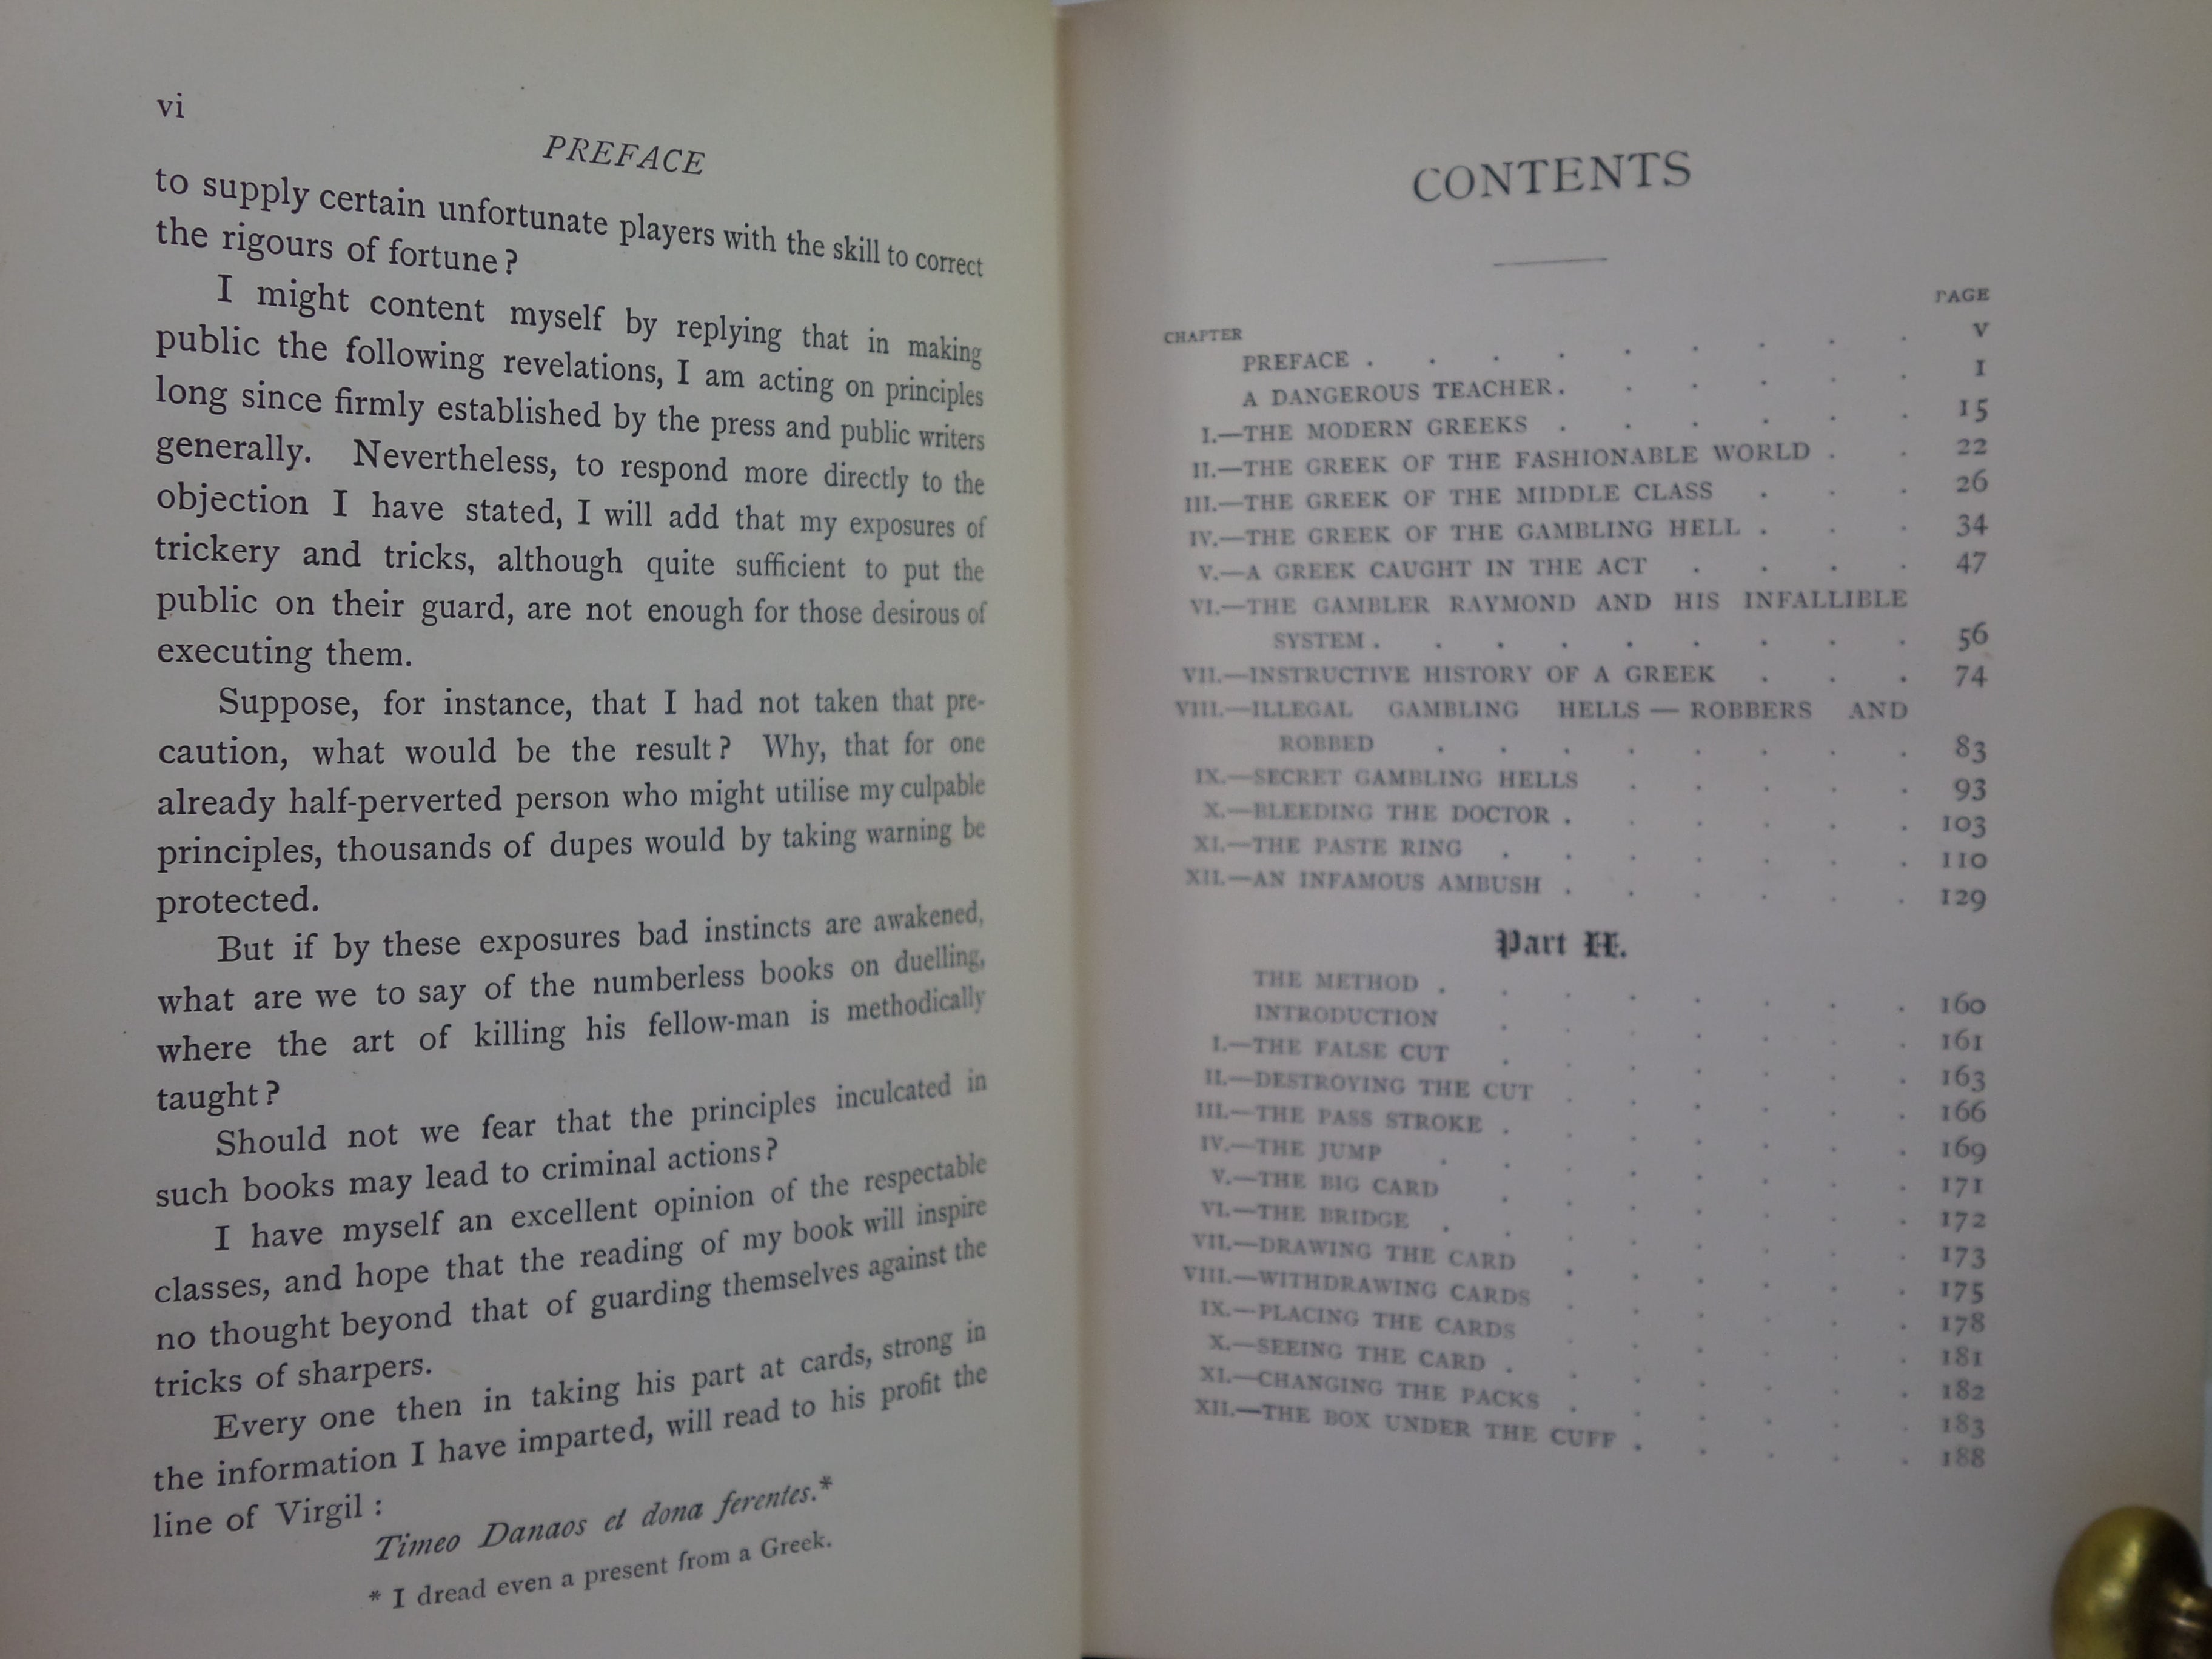 vi
PREFACE
to supply certain unfortunate players with the skill to correct
the rigours of fortune?
I might content myself by replying that in making
public the following revelations, I am acting on principles
long since firmly established by the press and public writers
generally. Nevertheless, to respond more directly to the
objection I have stated, I will add that my exposures of
trickery and tricks, although quite sufficient to put the
public on their guard, are not enough for those desirous of
executing them.
Suppose, for instance, that I had not taken that pre-
caution, what would be the result? Why, that for one
already half-perverted person who might utilise my culpable
principles, thousands of dupes would by taking warning be
protected.
But if by these exposures bad instincts are awakened,
what are we to say of the numberless books on duelling,
where the art of killing his fellow-man is methodically
taught?
Should not we fear that the principles inculcated in
such books may lead to criminal actions?
I have myself an excellent opinion of the respectable
classes, and hope that the reading of my book will inspire
no thought beyond that of guarding themselves against the
tricks of sharpers.
Every one then in taking his part at cards, strong in
the information I have imparted, will read to his profit the
line of Virgil :
Timeo Danaos et dona ferentes.*
* I dread even a present from a Greek.
CONTENTS
CHAPTER PAGE
PREFACE . . . . . . . . . V
A DANGEROUS TEACHER . . . . . . 1
I.—THE MODERN GREEKS . . . . . . 15
II.—THE GREEK OF THE FASHIONABLE WORLD . . 22
III.—THE GREEK OF THE MIDDLE CLASS . . . 26
IV.—THE GREEK OF THE GAMBLING HELL . . . 34
V.—A GREEK CAUGHT IN THE ACT . . . . 47
VI.—THE GAMBLER RAYMOND AND HIS INFALLIBLE
SYSTEM . . . . . . . . . 56
VII.—INSTRUCTIVE HISTORY OF A GREEK . . . 74
VIII.—ILLEGAL GAMBLING HELLS — ROBBERS AND
ROBBED . . . . . . . . 83
IX.—SECRET GAMBLING HELLS . . . . . 93
X.—BLEEDING THE DOCTOR . . . . . . 103
XI.—THE PASTE RING . . . . . . . 110
XII.—AN INFAMOUS AMBUSH . . . . . . 129
Part II.
THE METHOD . . . . . . . . 160
INTRODUCTION . . . . . . . 161
I.—THE FALSE CUT . . . . . . . 163
II.—DESTROYING THE CUT . . . . . . 166
III.—THE PASS STROKE . . . . . . . 169
IV.—THE JUMP . . . . . . . . 171
V.—THE BIG CARD . . . . . . . 172
VI.—THE BRIDGE . . . . . . . . 173
VII.—DRAWING THE CARD . . . . . . 175
VIII.—WITHDRAWING CARDS . . . . . . 178
IX.—PLACING THE CARDS . . . . . . 181
X.—SEEING THE CARD . . . . . . . 182
XI.—CHANGING THE PACKS . . . . . . 183
XII.—THE BOX UNDER THE CUFF . . . . . 188